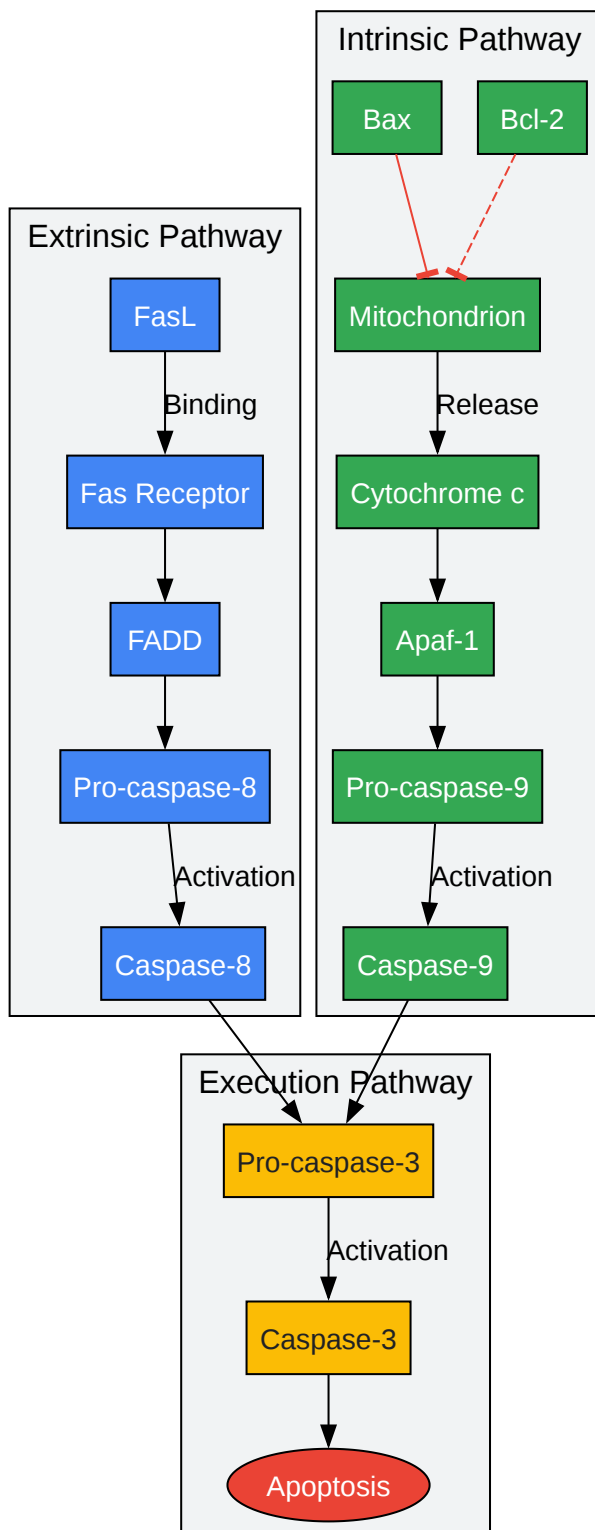 Intrinsic Pathway
Bax
Bcl-2
Extrinsic Pathway
FasL
Mitochondrion
Binding
Release
Fas Receptor
Cytochrome c
FADD
Apaf-1
Pro-caspase-8
Pro-caspase-9
Activation
Activation
Caspase-8
Caspase-9
Execution Pathway
Pro-caspase-3
Activation
Caspase-3
Apoptosis